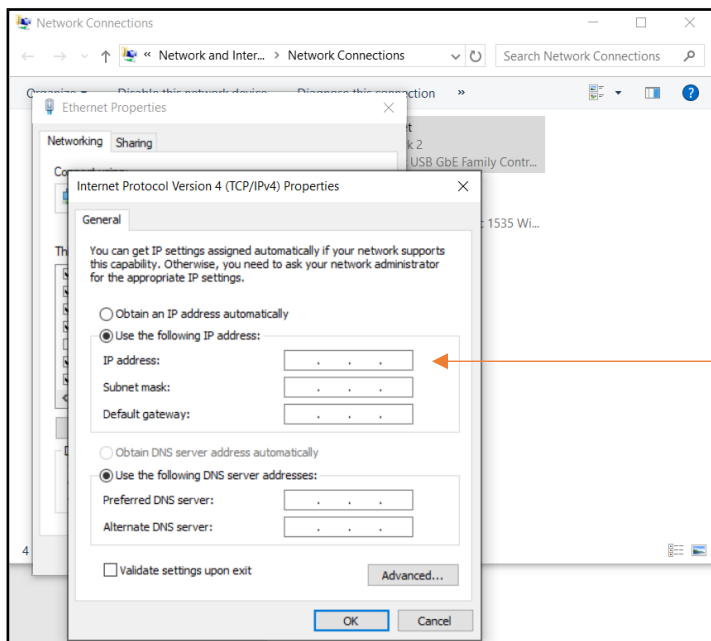 Network Connections
« Network and Inter... > Network Connections
Search Network Connections
Organize Disable this network device Diagnose this connection »
Ethernet Properties
Networking Sharing
k 2
USB GbE Family Contr...
1535 Wi...
Internet Protocol Version 4 (TCP/IPv4) Properties
General
You can get IP settings assigned automatically if your network supports
this capability. Otherwise, you need to ask your network administrator
for the appropriate IP settings.
Obtain an IP address automatically
Use the following IP address:
IP address:
Subnet mask:
Default gateway:
Obtain DNS server address automatically
Use the following DNS server addresses:
Preferred DNS server:
Alternate DNS server:
Validate settings upon exit
Advanced...
OK Cancel
4